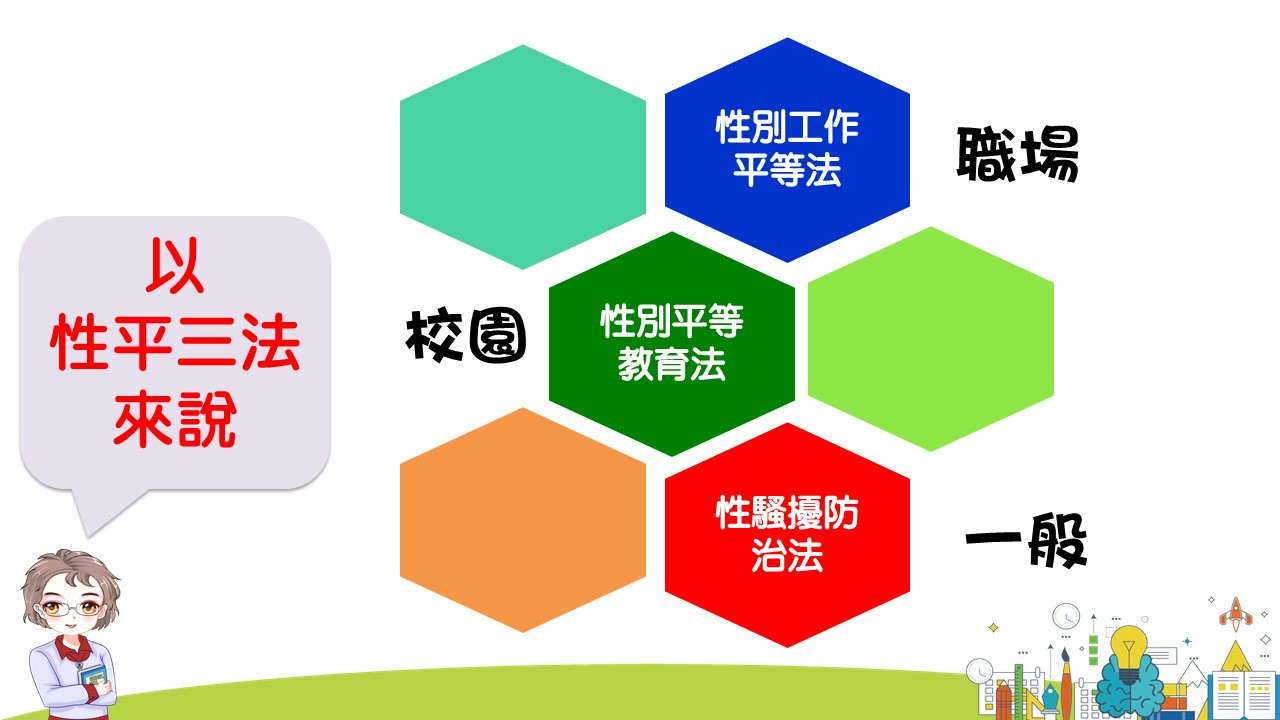 以
性平三法
來說
性別工作
平等法
職場
校園
性別平等
教育法
性騷擾防
治法
一般